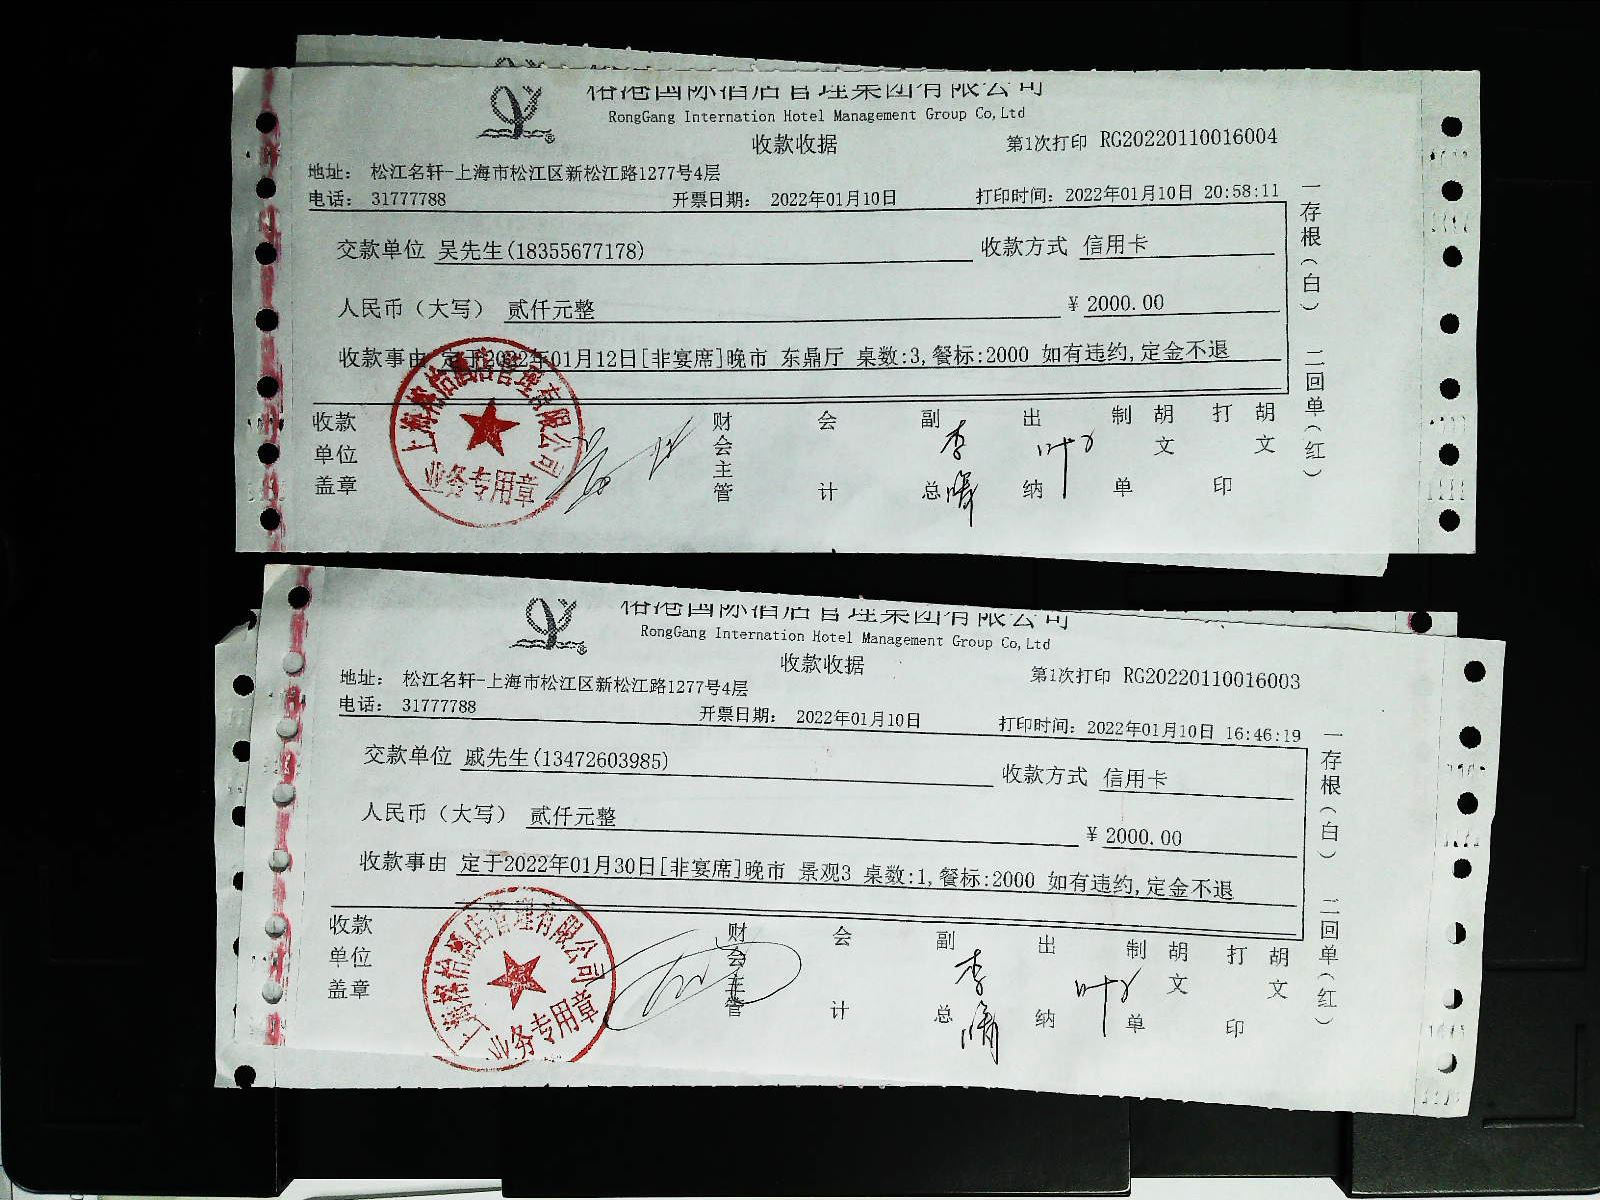 榕港国际酒店管理集团有限公司
RongGang Internation Hotel Management Group Co,Ltd
收款收据
第1次打印 RG20220110016004
地址： 松江名轩-上海市松江区新松江路1277号4层
电话： 31777788 开票日期： 2022年01月10日 打印时间：2022年01月10日 20:58:11
交款单位 吴先生(18355677178) 收款方式 信用卡
人民币（大写） 贰仟元整 ￥2000.00
收款事由 定于2022年01月12日[非宴席]晚市 东鼎厅 桌数:3,餐标:2000 如有违约,定金不退
收款单位盖章 财会主管 会计 副总 李 出纳 叶 制单 胡文 打印 胡文
业务专用章
一存根（白） 二回单（红）
榕港国际酒店管理集团有限公司
RongGang Internation Hotel Management Group Co,Ltd
收款收据
第1次打印 RG20220110016003
地址： 松江名轩-上海市松江区新松江路1277号4层
电话： 31777788 开票日期： 2022年01月10日 打印时间：2022年01月10日 16:46:19
交款单位 戚先生(13472603985) 收款方式 信用卡
人民币（大写） 贰仟元整 ￥2000.00
收款事由 定于2022年01月30日[非宴席]晚市 景观3 桌数:1,餐标:2000 如有违约,定金不退
收款单位盖章 财会主管 会计 副总 李 出纳 叶 制单 胡文 打印 胡文
业务专用章
一存根（白） 二回单（红）